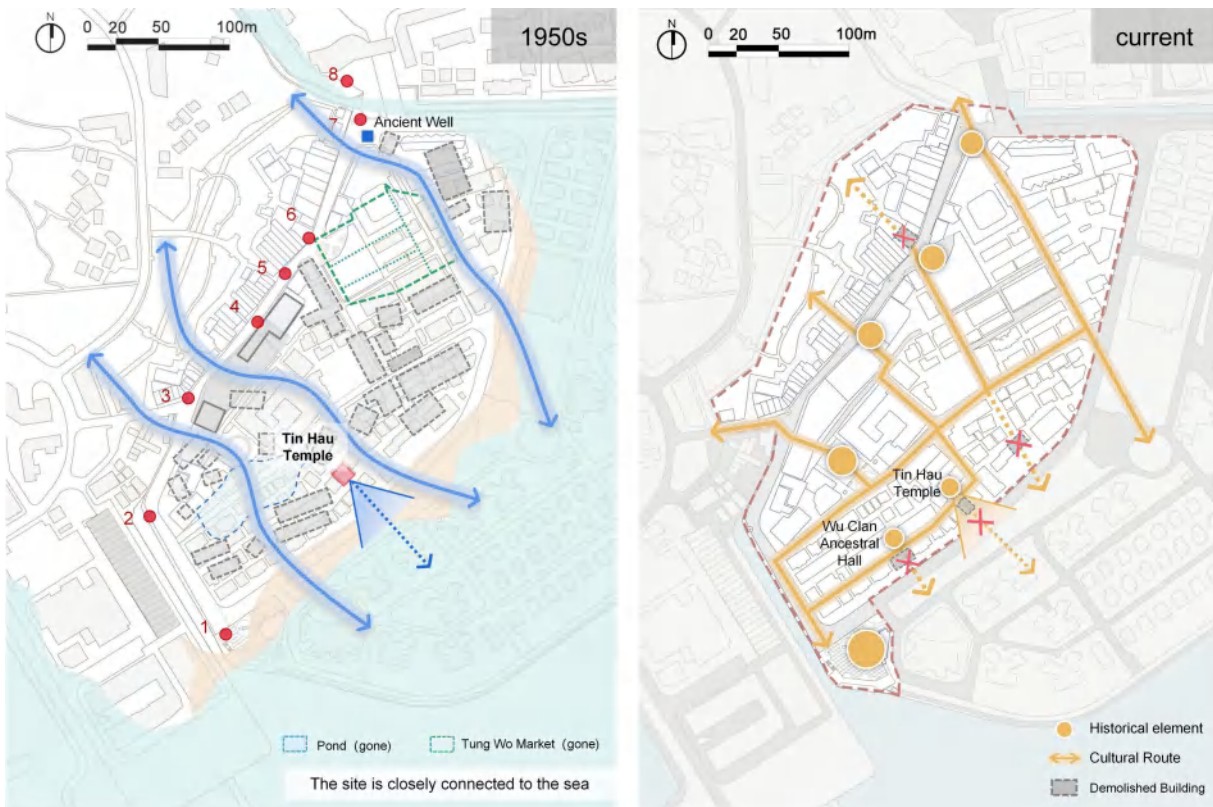 N
0 20 50 100m
1950s
8
7
Ancient Well
6
5
4
3
Tin Hau
Temple
2
1
Pond (gone)
Tung Wo Market (gone)
The site is closely connected to the sea
N
0 20 50 100m
current
Tin Hau
Temple
Wu Clan
Ancestral
Hall
Historical element
Cultural Route
Demolished Building